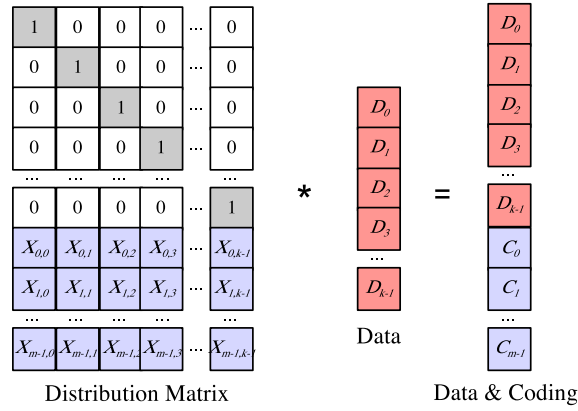 1 0 0 0 ... 0
0 1 0 0 ... 0
0 0 1 0 ... 0
0 0 0 1 ... 0
... ... ... ... ...
0 0 0 0 ... 1
X0,0 X0,1 X0,2 X0,3 ... X0,k-1
X1,0 X1,1 X1,2 X1,3 ... X1,k-1
... ... ... ... ...
Xm-1,0 Xm-1,1 Xm-1,2 Xm-1,3 ... Xm-1,k-1
Distribution Matrix
*
D0
D1
D2
D3
...
Dk-1
Data
=
D0
D1
D2
D3
...
Dk-1
C0
C1
...
Cm-1
Data & Coding